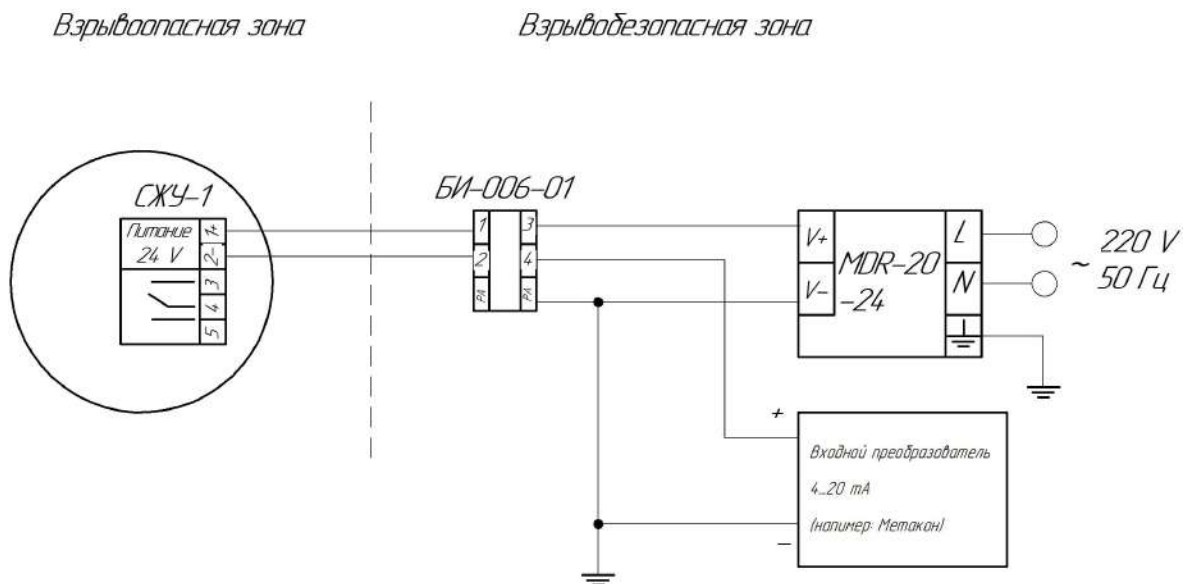 Взрывоопасная зона
Взрывобезопасная зона
СЖУ-1
Питание
24 V
1+
2-
3
4
5
БИ-006-01
1
2
PA
3
4
PA
V+
V-
MDR-20
-24
L
N
~
220 V
50 Гц
+
-
Входной преобразователь
4...20 mA
(напимер: Метакон)